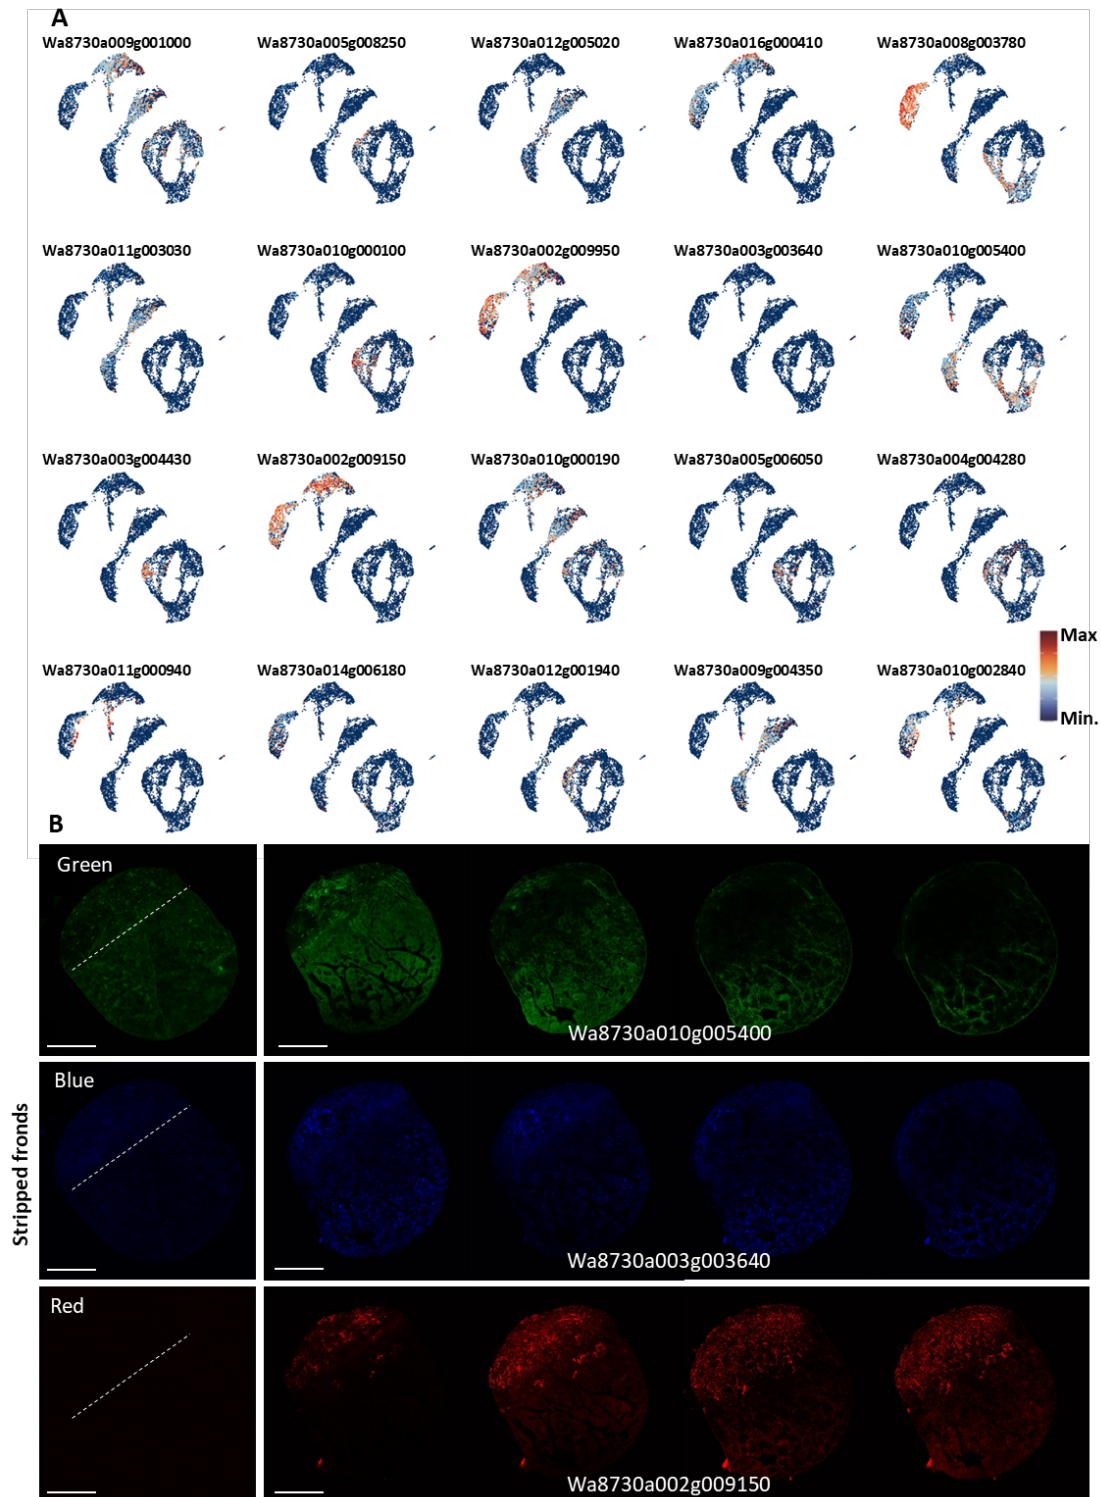 A
Wa8730a009g001000 Wa8730a005g008250 Wa8730a012g005020 Wa8730a016g000410 Wa8730a008g003780
Wa8730a011g003030 Wa8730a010g000100 Wa8730a002g009950 Wa8730a003g003640 Wa8730a010g005400
Wa8730a003g004430 Wa8730a002g009150 Wa8730a010g000190 Wa8730a005g006050 Wa8730a004g004280
Max
Min.
Wa8730a011g000940 Wa8730a014g006180 Wa8730a012g001940 Wa8730a009g004350 Wa8730a010g002840
B
Stripped fronds
Green
Wa8730a010g005400
Blue
Wa8730a003g003640
Red
Wa8730a002g009150